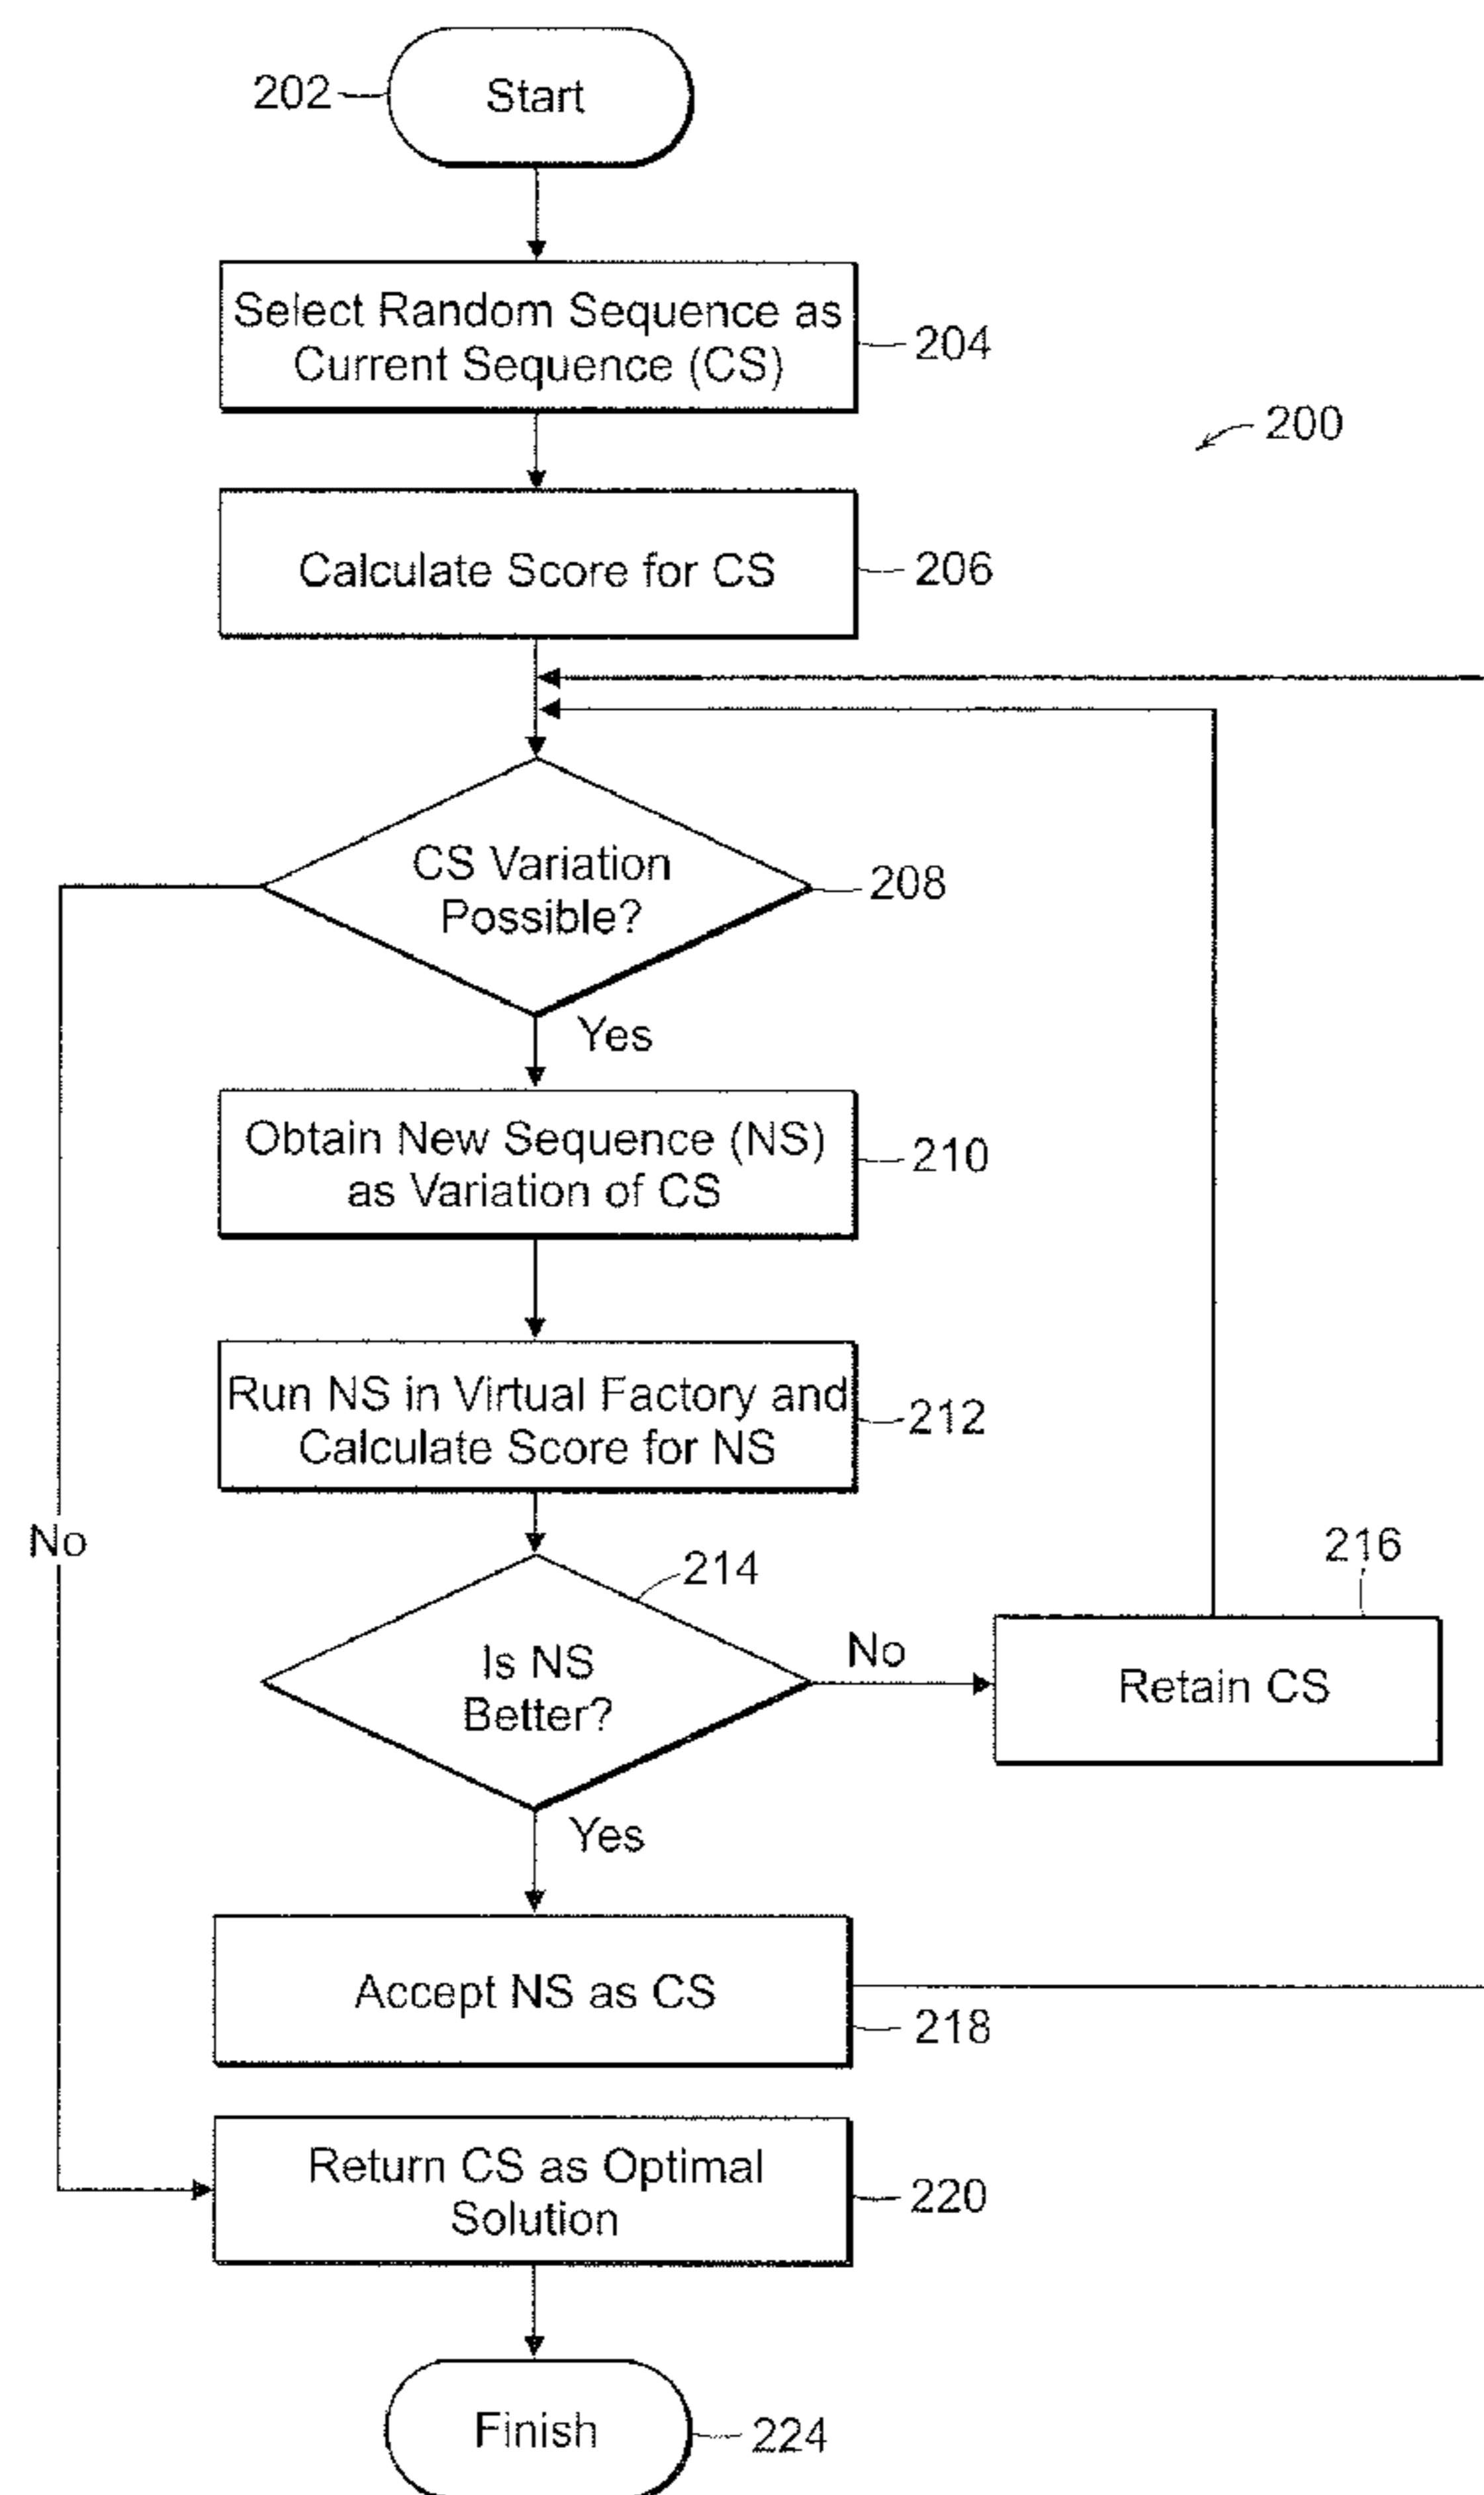 202
Start
Select Random Sequence as
Current Sequence (CS)
204
200
Calculate Score for CS
206
CS Variation
Possible?
208
Yes
Obtain New Sequence (NS)
as Variation of CS
210
Run NS in Virtual Factory and
Calculate Score for NS
212
No
214
216
Is NS
Better?
No
Retain CS
Yes
Accept NS as CS
218
Return CS as Optimal
Solution
220
Finish
224